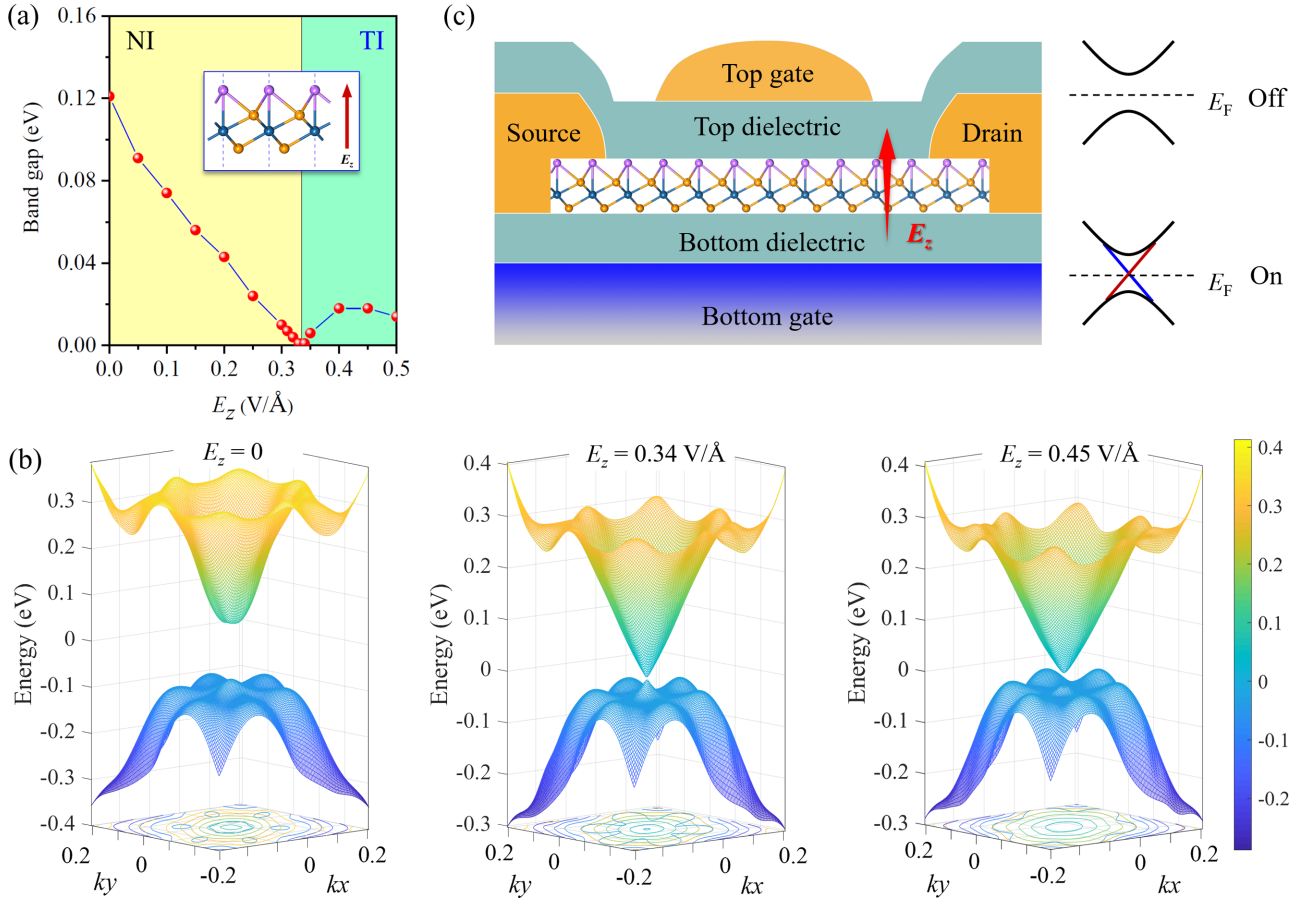 (a)
0.16
NI
TI
0.12
0.08
0.04
0.00
Band gap (eV)
E_z
0.0 0.1 0.2 0.3 0.4 0.5
E_z (V/Å)
(c)
Top gate
Source
Top dielectric
Drain
E_z
Bottom dielectric
Bottom gate
E_F Off
E_F On
(b)
E_z = 0
0.3
0.2
0.1
0
-0.1
-0.2
-0.3
-0.4
Energy (eV)
0.2 0 -0.2 0 0.2
ky kx
E_z = 0.34 V/Å
0.4
0.3
0.2
0.1
0
-0.1
-0.2
-0.3
Energy (eV)
0.2 0 -0.2 0 0.2
ky kx
E_z = 0.45 V/Å
0.4
0.3
0.2
0.1
0
-0.1
-0.2
-0.3
Energy (eV)
0.2 0 -0.2 0 0.2
ky kx
0.4
0.3
0.2
0.1
0
-0.1
-0.2